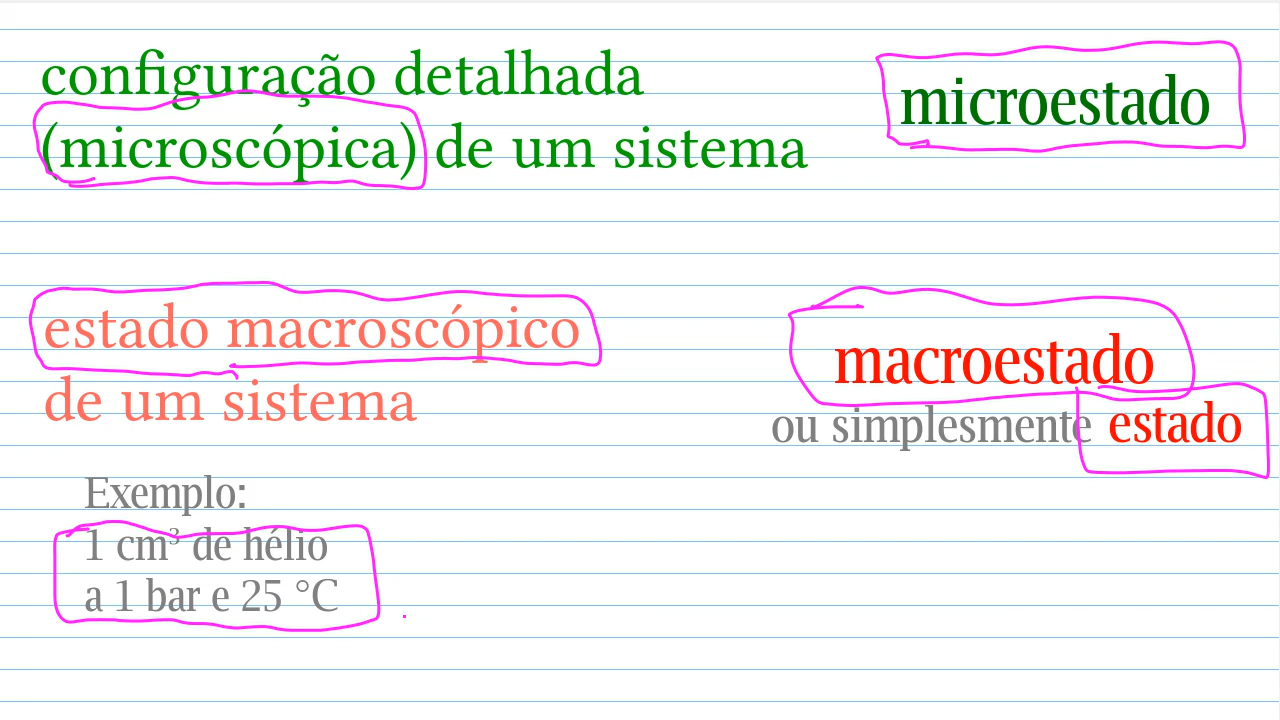 configuração detalhada
(microscópica) de um sistema
microestado
estado macroscópico
de um sistema
macroestado
ou simplesmente estado
Exemplo:
1 cm³ de hélio
a 1 bar e 25 °C